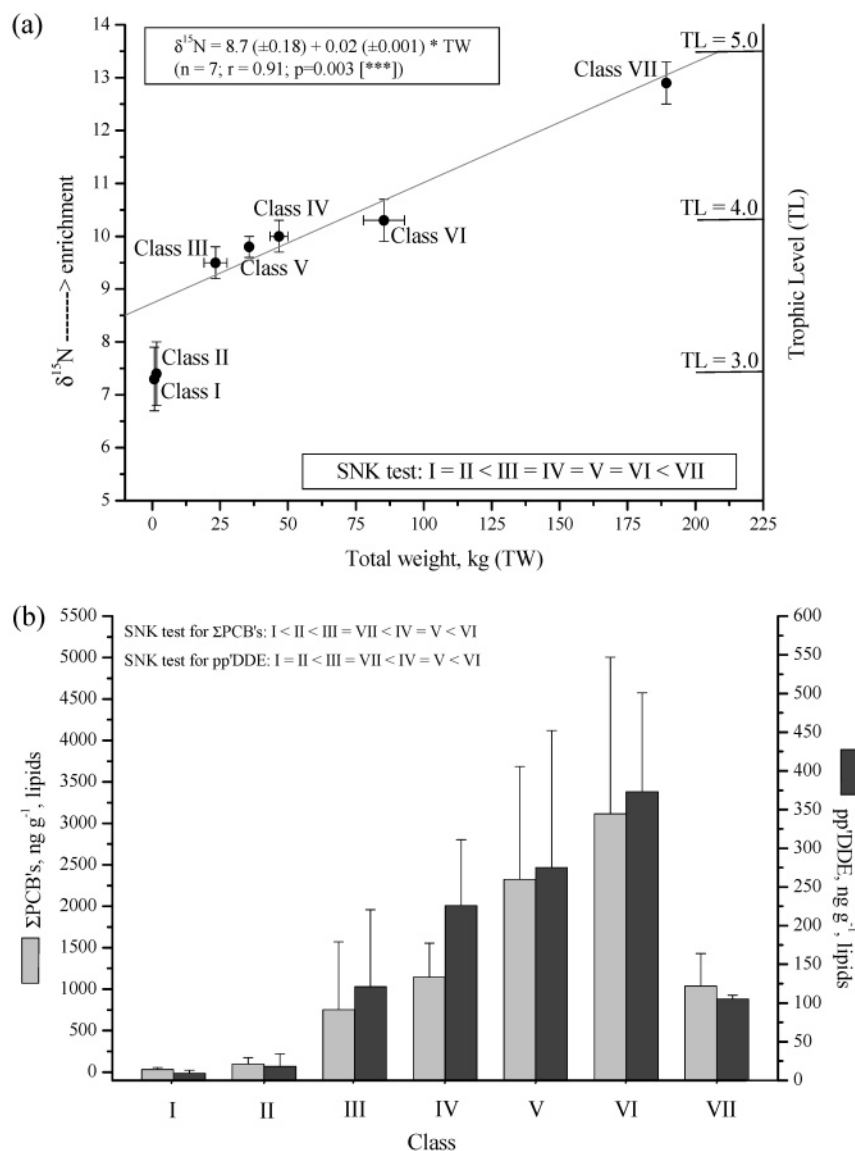 (a)
δ¹⁵N = 8.7 (±0.18) + 0.02 (±0.001) * TW
(n = 7; r = 0.91; p=0.003 [***])
TL = 5.0
Class VII
Class IV
Class III
Class V
Class VI
TL = 4.0
Class II
Class I
TL = 3.0
SNK test: I = II < III = IV = V = VI < VII
14
13
12
11
10
9
8
7
6
5
δ¹⁵N -------> enrichment
Trophic Level (TL)
0 25 50 75 100 125 150 175 200 225
Total weight, kg (TW)
(b)
SNK test for ΣPCB's: I < II < III = VII < IV = V < VI
SNK test for pp'DDE: I = II < III = VII < IV = V < VI
5500
5000
4500
4000
3500
3000
2500
2000
1500
1000
500
0
ΣPCB's, ng g⁻¹, lipids
600
550
500
450
400
350
300
250
200
150
100
50
0
pp'DDE, ng g⁻¹, lipids
I II III IV V VI VII
Class